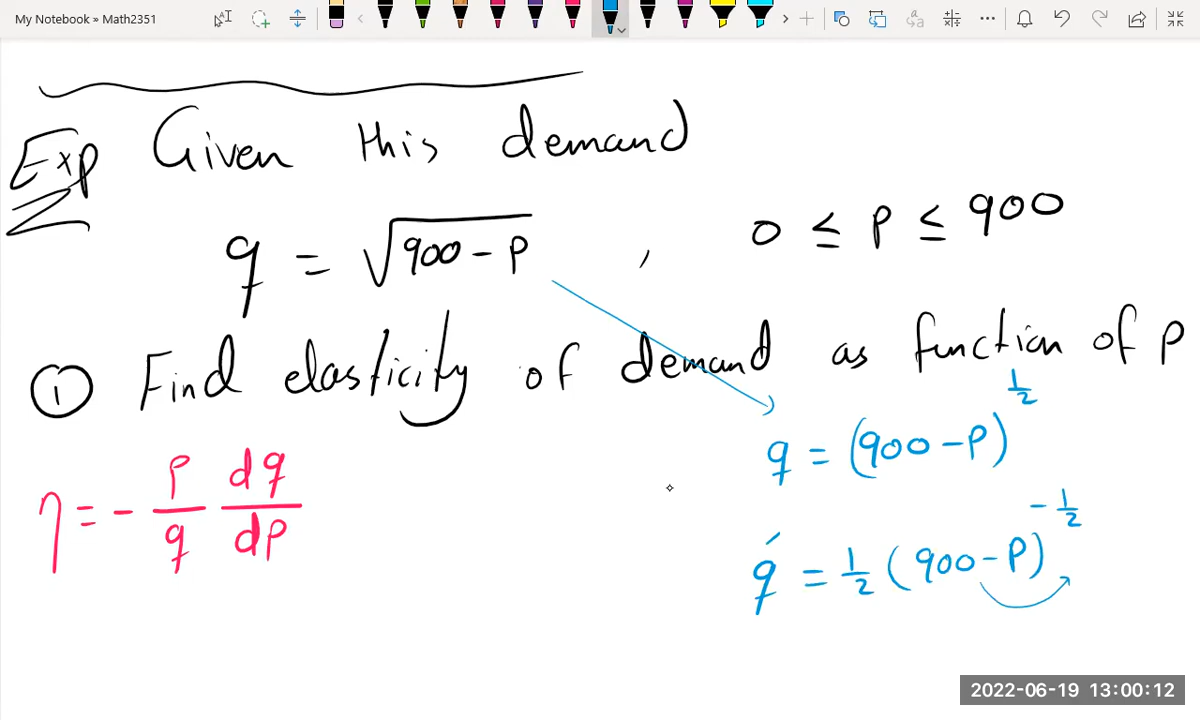 My Notebook » Math2351
Exp Given this demand
q = √900 - p , 0 ≤ p ≤ 900
① Find elasticity of demand as function of p
q = (900 - p)^1/2
η = - p/q dq/dp
q́ = 1/2 (900 - p)^-1/2
2022-06-19 13:00:12